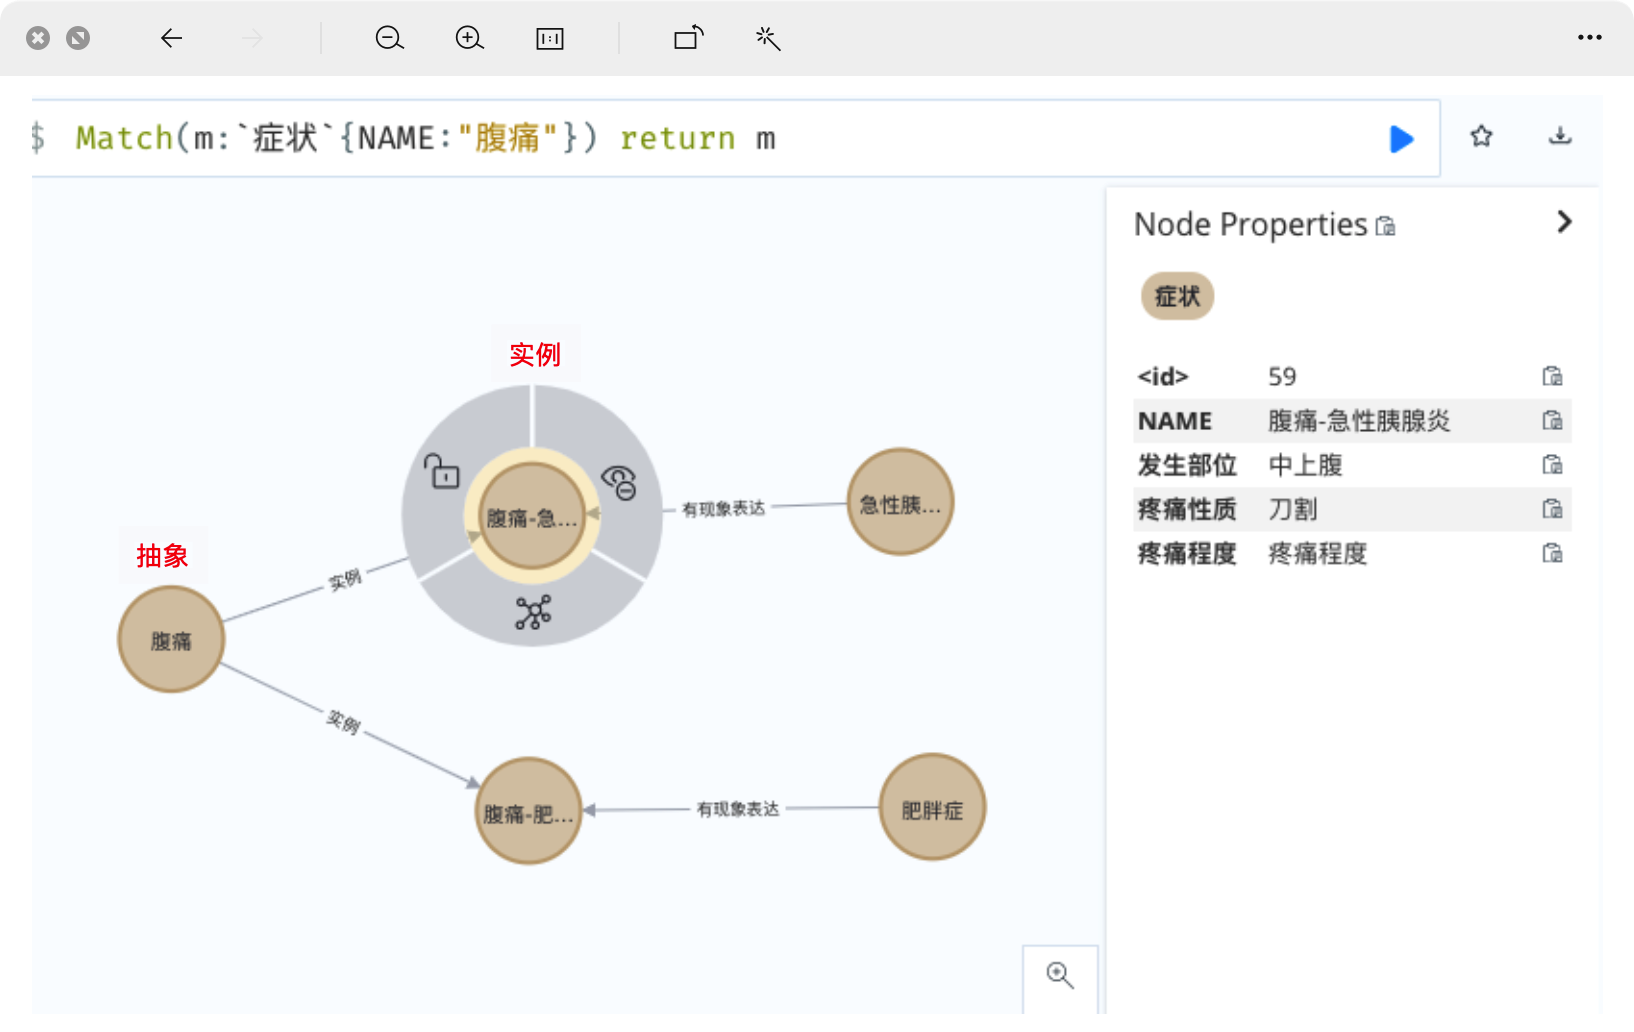 $ Match(m:`症状`{NAME:"腹痛"}) return m
Node Properties
症状
<id> 59
NAME 腹痛-急性胰腺炎
发生部位 中上腹
疼痛性质 刀割
疼痛程度 疼痛程度
实例
腹痛-急...
有现象表达
急性胰...
抽象
实例
腹痛
实例
腹痛-肥...
有现象表达
肥胖症